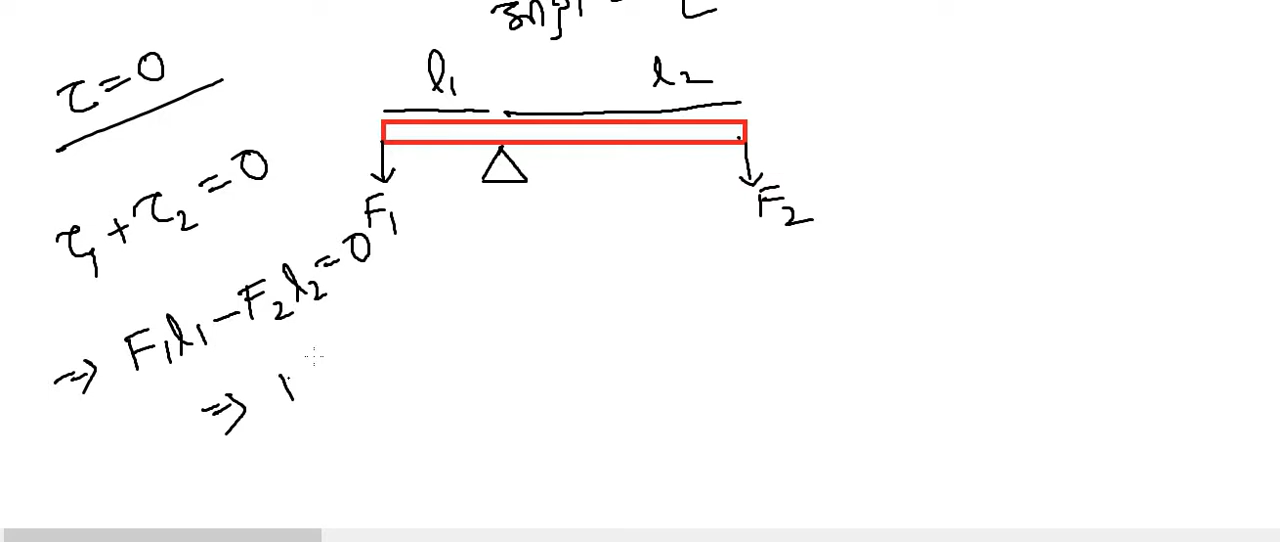 τ = 0
l₁ l₂
τ₁ + τ₂ = 0
F₁ F₂
⇒ F₁l₁ – F₂l₂ = 0
⇒